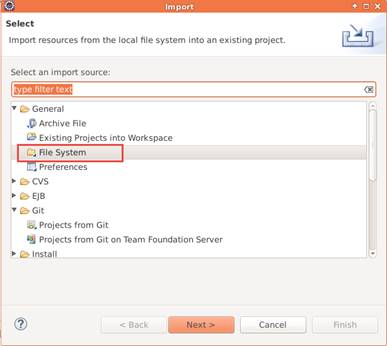 Import
Select
Import resources from the local file system into an existing project.
Select an import source:
type filter text
General
Archive File
Existing Projects into Workspace
File System
Preferences
CVS
EJB
Git
Projects from Git
Projects from Git on Team Foundation Server
Install
?
< Back
Next >
Cancel
Finish